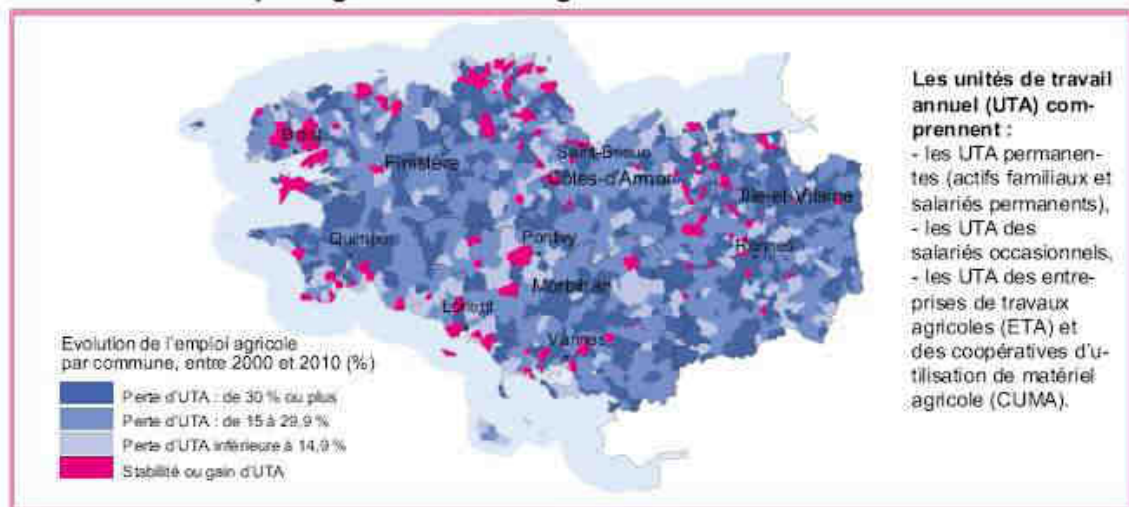 Les unités de travail
annuel (UTA) com-
prennent :
- les UTA permanen-
tes (actifs familiaux et
salariés permanents),
- les UTA des
salariés occasionnels,
- les UTA des entre-
prises de travaux
agricoles (ETA) et
des coopératives d'u-
tilisation de matériel
agricole (CUMA).
Brest
Finistère
Saint-Brieuc
Côtes-d'Armor
Ille-et-Vilaine
Quimper
Pontivy
Rennes
Morbihan
Lorient
Vannes
Evolution de l'emploi agricole
par commune, entre 2000 et 2010 (%)
Perte d'UTA : de 30 % ou plus
Perte d'UTA : de 15 à 29,9 %
Perte d'UTA inférieure à 14,9 %
Stabilité ou gain d'UTA